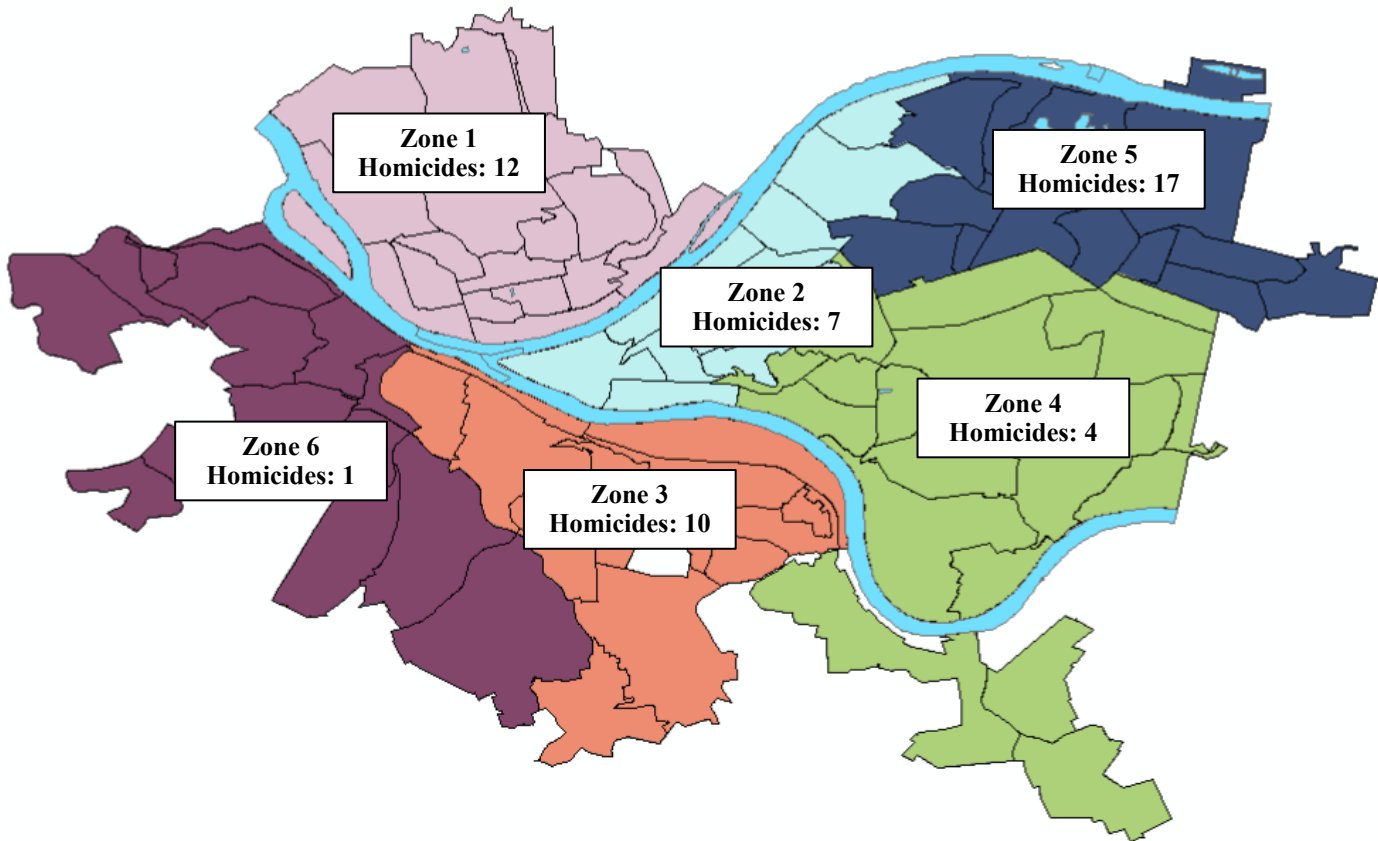 Zone 1
Homicides: 12
Zone 5
Homicides: 17
Zone 2
Homicides: 7
Zone 4
Homicides: 4
Zone 6
Homicides: 1
Zone 3
Homicides: 10